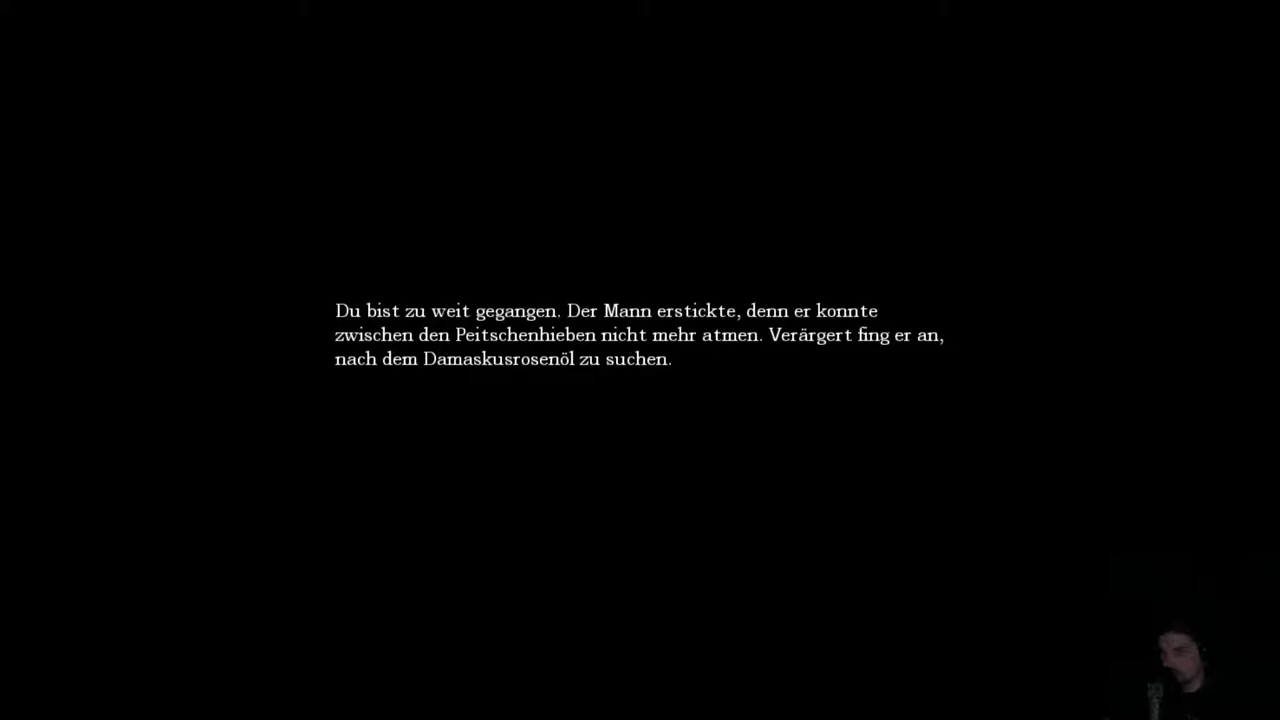 Du bist zu weit gegangen. Der Mann erstickte, denn er konnte
zwischen den Peitschenhieben nicht mehr atmen. Verärgert fing er an,
nach dem Damaskusrosenöl zu suchen.